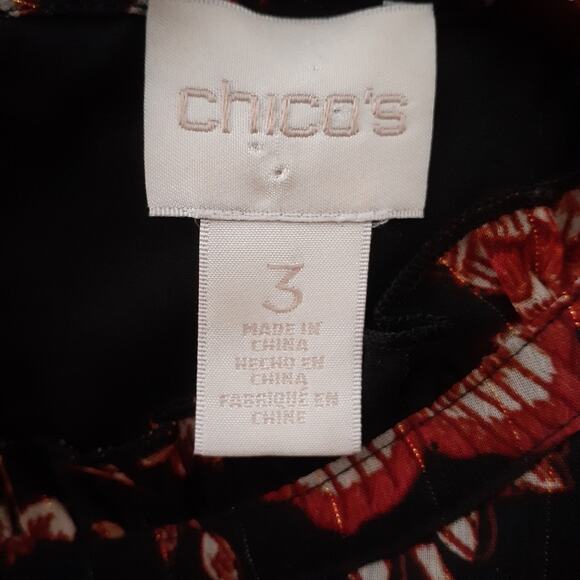 chico's
3
MADE IN
CHINA
HECHO EN
CHINA
FABRIQUÉ EN
CHINE